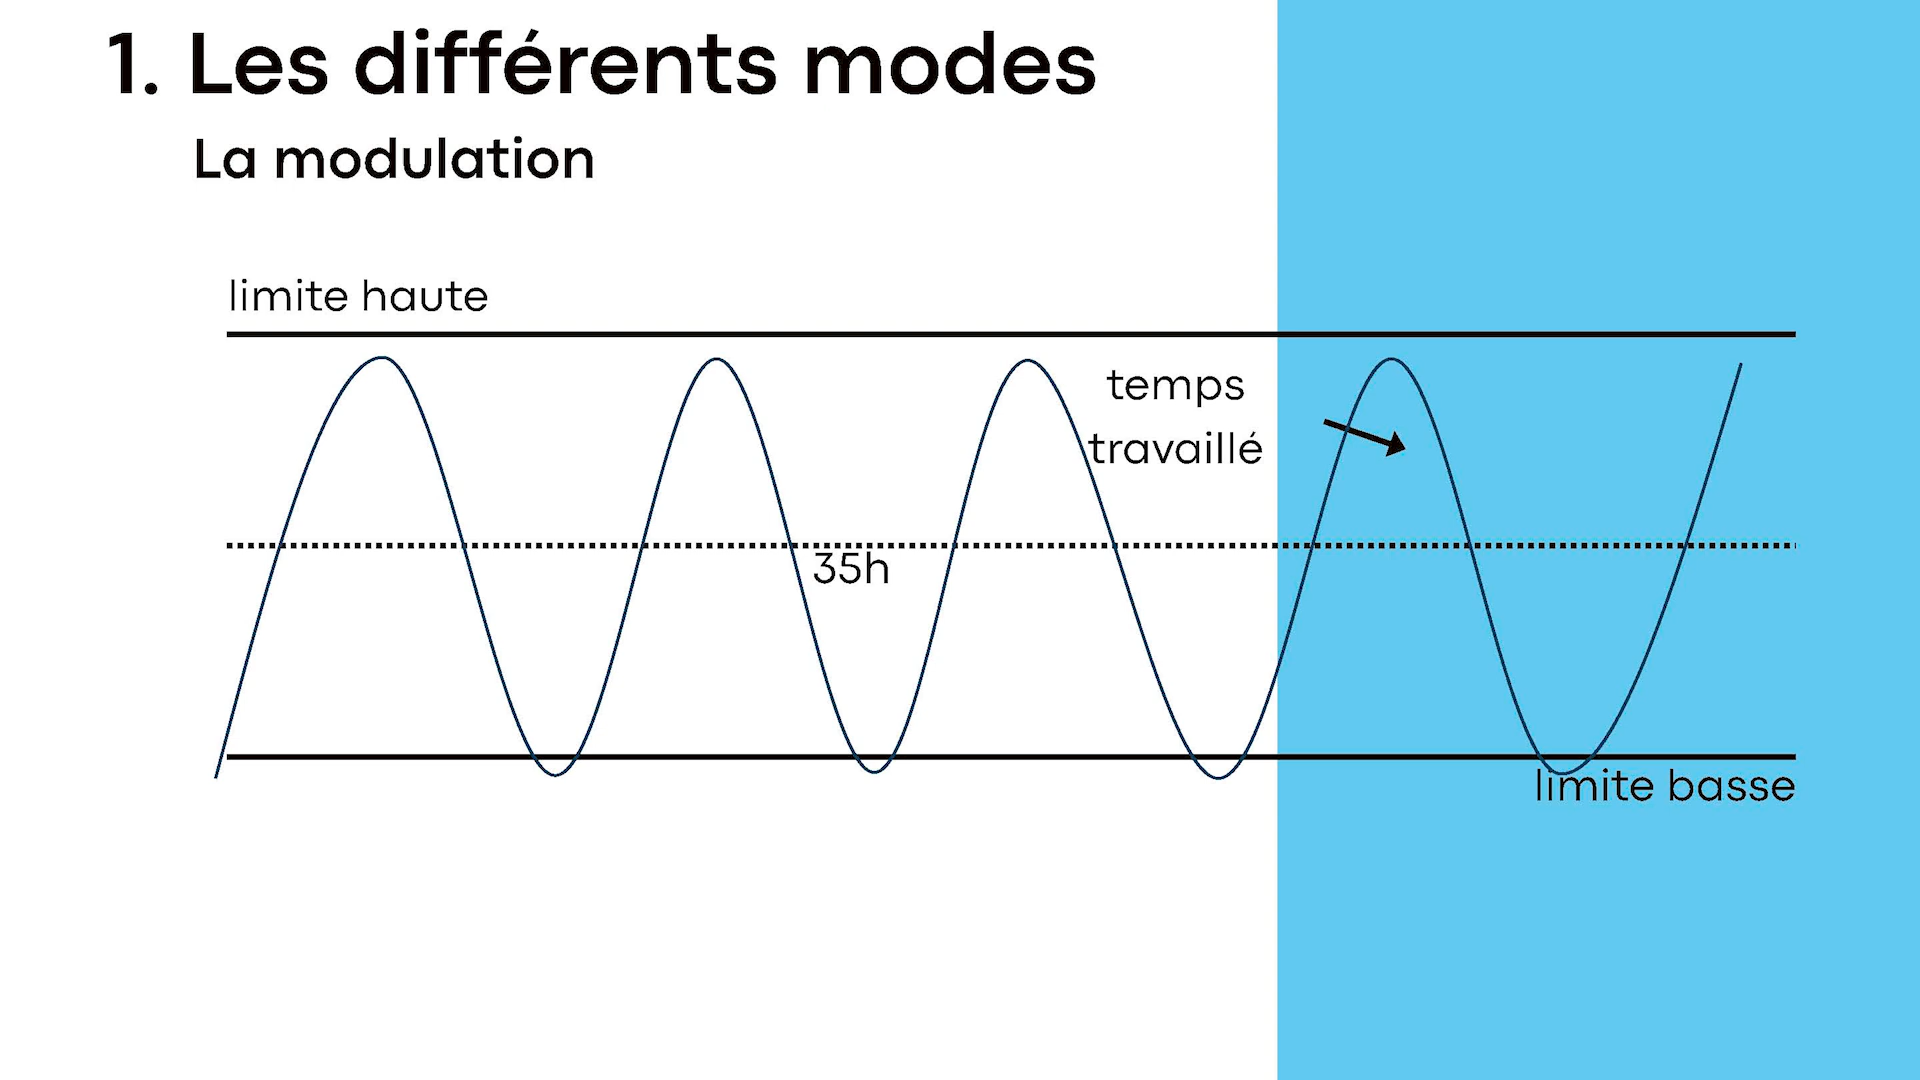 1. Les différents modes
La modulation
limite haute
temps
travaillé
35h
limite basse